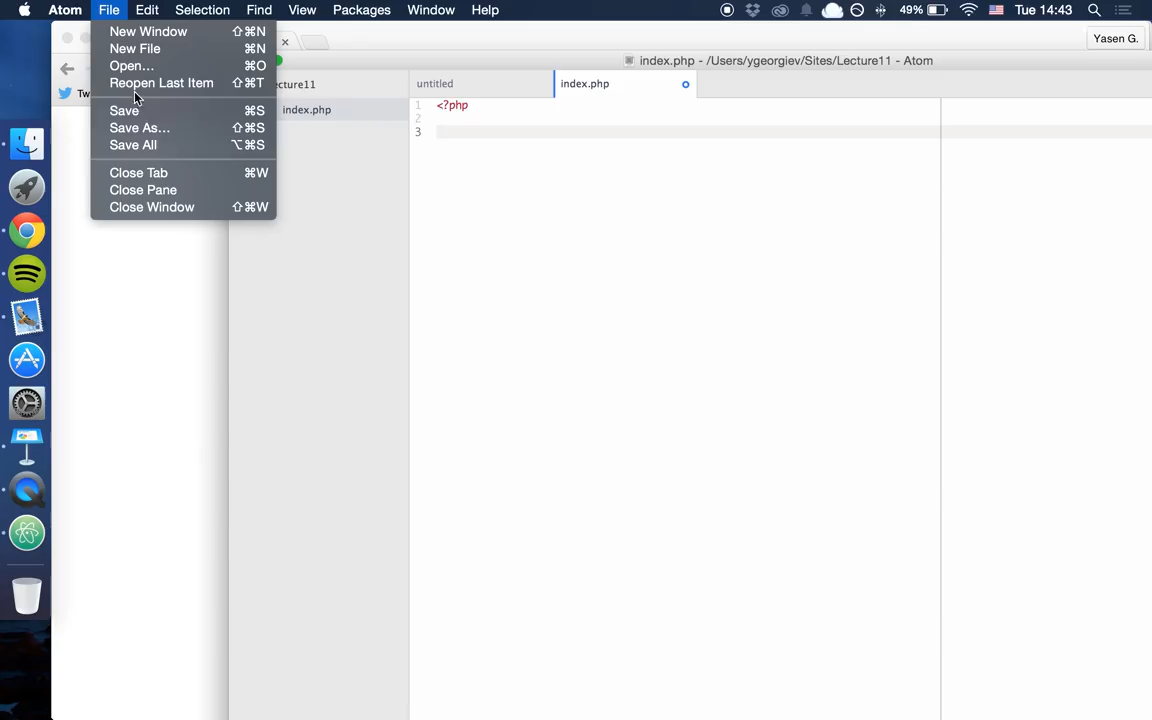 Atom File Edit Selection Find View Packages Window Help 49% Tue 14:43
New Window ⇧⌘N
New File ⌘N
Open... ⌘O
Reopen Last Item ⇧⌘T
Save ⌘S
Save As... ⇧⌘S
Save All ⌥⌘S
Close Tab ⌘W
Close Pane
Close Window ⇧⌘W
Yasen G.
index.php - /Users/ygeorgiev/Sites/Lecture11 - Atom
untitled index.php
index.php
1 <?php
2
3